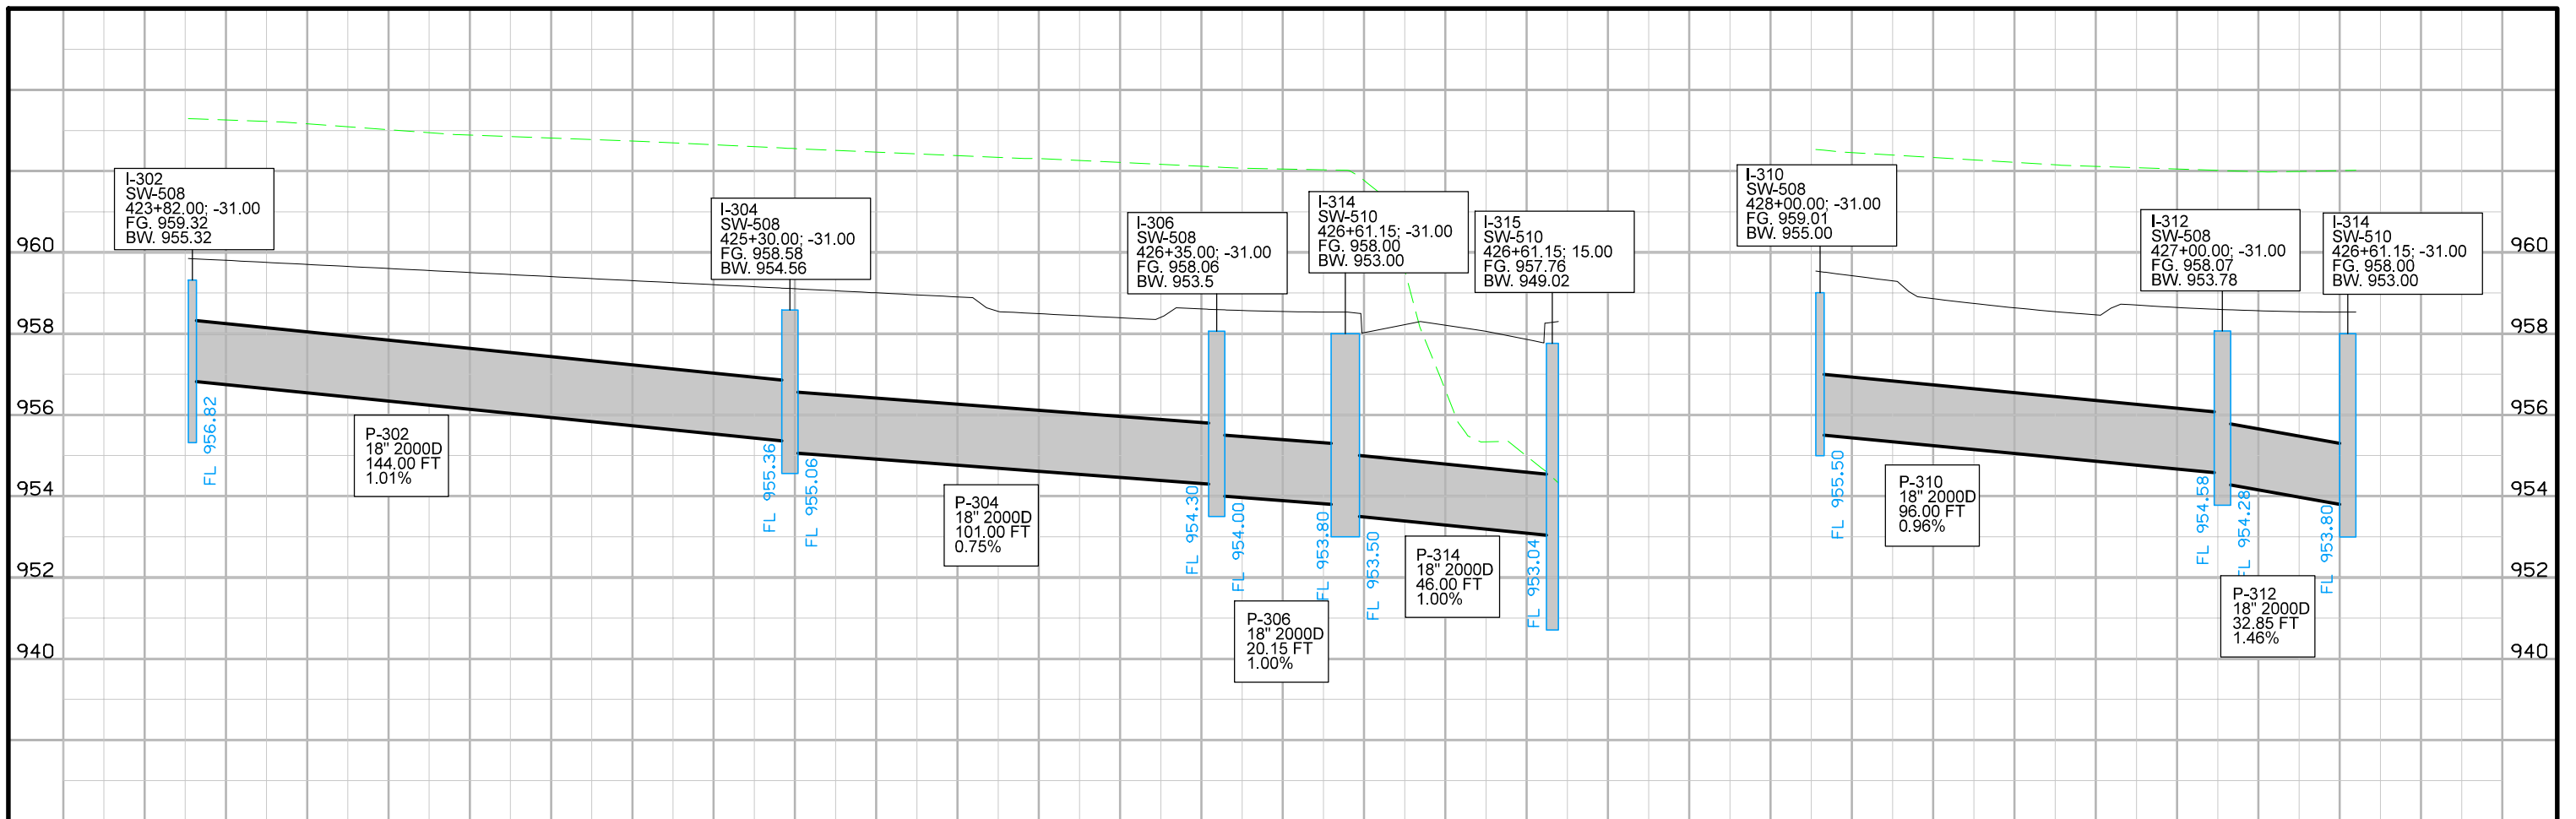 I-302
SW-508
423+82.00; -31.00
FG. 959.32
BW. 955.32
I-304
SW-508
425+30.00; -31.00
FG. 958.58
BW. 954.56
I-306
SW-508
426+35.00; -31.00
FG. 958.06
BW. 953.5
I-314
SW-510
426+61.15; -31.00
FG. 958.00
BW. 953.00
I-315
SW-510
426+61.15; 15.00
FG. 957.76
BW. 949.02
I-310
SW-508
428+00.00; -31.00
FG. 959.01
BW. 955.00
I-312
SW-508
427+00.00; -31.00
FG. 958.07
BW. 953.78
I-314
SW-510
426+61.15; -31.00
FG. 958.00
BW. 953.00
960
958
956
954
952
940
FL 956.82
P-302
18" 2000D
144.00 FT
1.01%
FL 955.36
FL 955.06
P-304
18" 2000D
101.00 FT
0.75%
FL 954.30
FL 954.00
P-306
18" 2000D
20.15 FT
1.00%
FL 953.80
FL 953.50
P-314
18" 2000D
46.00 FT
1.00%
FL 953.04
FL 955.50
P-310
18" 2000D
96.00 FT
0.96%
FL 954.58
FL 954.28
P-312
18" 2000D
32.85 FT
1.46%
FL 953.80
960
958
956
954
952
940